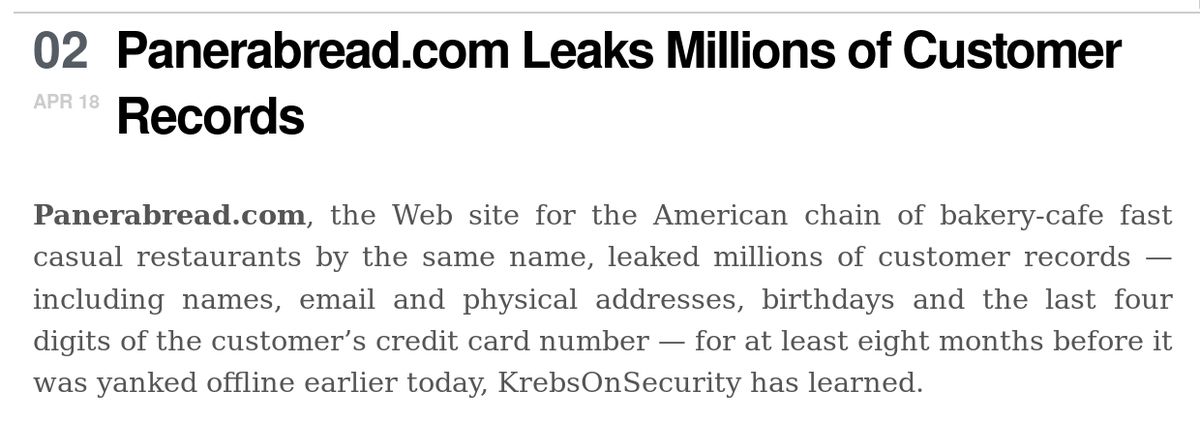 02 Panerabread.com Leaks Millions of Customer
APR 18 Records
Panerabread.com, the Web site for the American chain of bakery-cafe fast
casual restaurants by the same name, leaked millions of customer records —
including names, email and physical addresses, birthdays and the last four
digits of the customer’s credit card number — for at least eight months before it
was yanked offline earlier today, KrebsOnSecurity has learned.